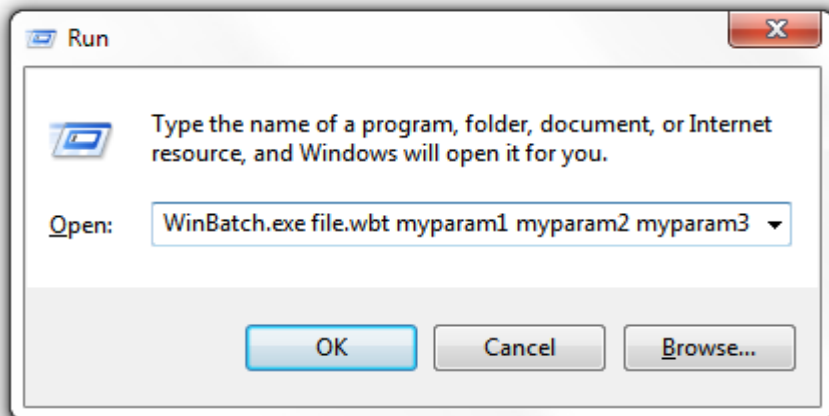 Run
Type the name of a program, folder, document, or Internet
resource, and Windows will open it for you.
Open: WinBatch.exe file.wbt myparam1 myparam2 myparam3
OK Cancel Browse...